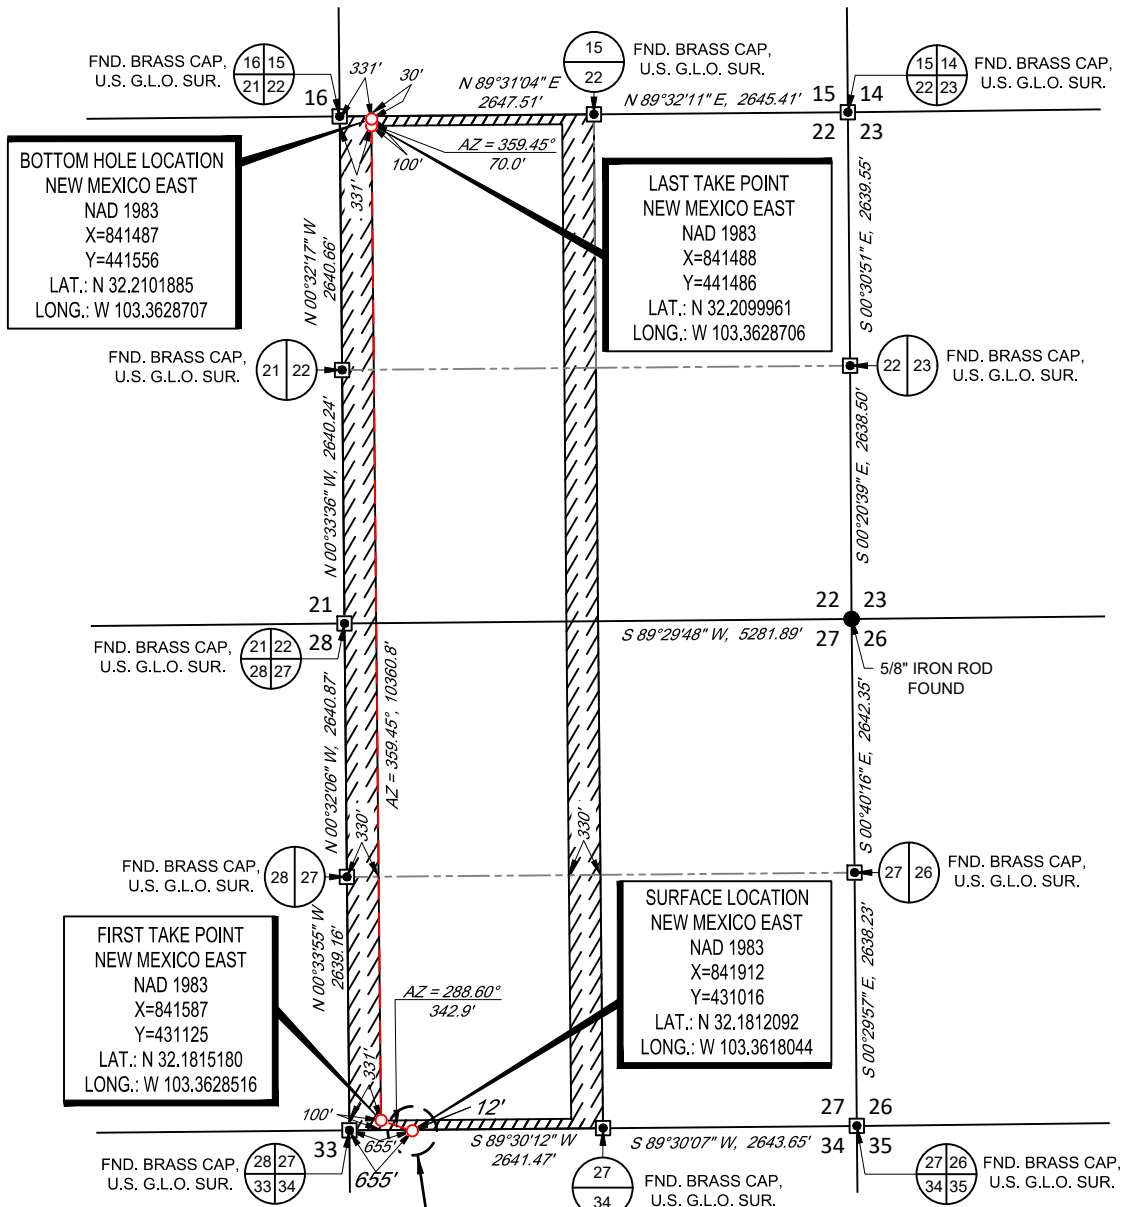 FND. BRASS CAP,
U.S. G.L.O. SUR.
16 15
21 22
16
331'
30'
N 89°31'04" E
2647.51'
15
22
FND. BRASS CAP,
U.S. G.L.O. SUR.
N 89°32'11" E, 2645.41'
15 14
22 23
15 14
22 23
FND. BRASS CAP,
U.S. G.L.O. SUR.
BOTTOM HOLE LOCATION
NEW MEXICO EAST
NAD 1983
X=841487
Y=441556
LAT.: N 32.2101885
LONG.: W 103.3628707
331'
100'
AZ = 359.45°
70.0'
LAST TAKE POINT
NEW MEXICO EAST
NAD 1983
X=841488
Y=441486
LAT.: N 32.2099961
LONG.: W 103.3628706
N 00°32'17" W
2640.66'
S 00°30'51" E, 2639.55'
FND. BRASS CAP,
U.S. G.L.O. SUR.
21 22
22 23
FND. BRASS CAP,
U.S. G.L.O. SUR.
N 00°33'36" W, 2640.24'
S 00°20'39" E, 2638.50'
21
28
FND. BRASS CAP,
U.S. G.L.O. SUR.
21 22
28 27
S 89°29'48" W, 5281.89'
22 23
27 26
5/8" IRON ROD
FOUND
N 00°32'06" W, 2640.87'
AZ = 359.45°, 10360.8'
S 00°40'16" E, 2642.35'
330'
330'
FND. BRASS CAP,
U.S. G.L.O. SUR.
28 27
27 26
FND. BRASS CAP,
U.S. G.L.O. SUR.
FIRST TAKE POINT
NEW MEXICO EAST
NAD 1983
X=841587
Y=431125
LAT.: N 32.1815180
LONG.: W 103.3628516
N 00°33'55" W
2639.16'
AZ = 288.60°
342.9'
SURFACE LOCATION
NEW MEXICO EAST
NAD 1983
X=841912
Y=431016
LAT.: N 32.1812092
LONG.: W 103.3618044
S 00°29'57" E, 2638.23'
331'
100'
12'
33
655'
655'
S 89°30'12" W
2641.47'
S 89°30'07" W, 2643.65'
27 26
34 35
FND. BRASS CAP,
U.S. G.L.O. SUR.
28 27
33 34
27
34
FND. BRASS CAP,
U.S. G.L.O. SUR.
27 26
34 35
FND. BRASS CAP,
U.S. G.L.O. SUR.